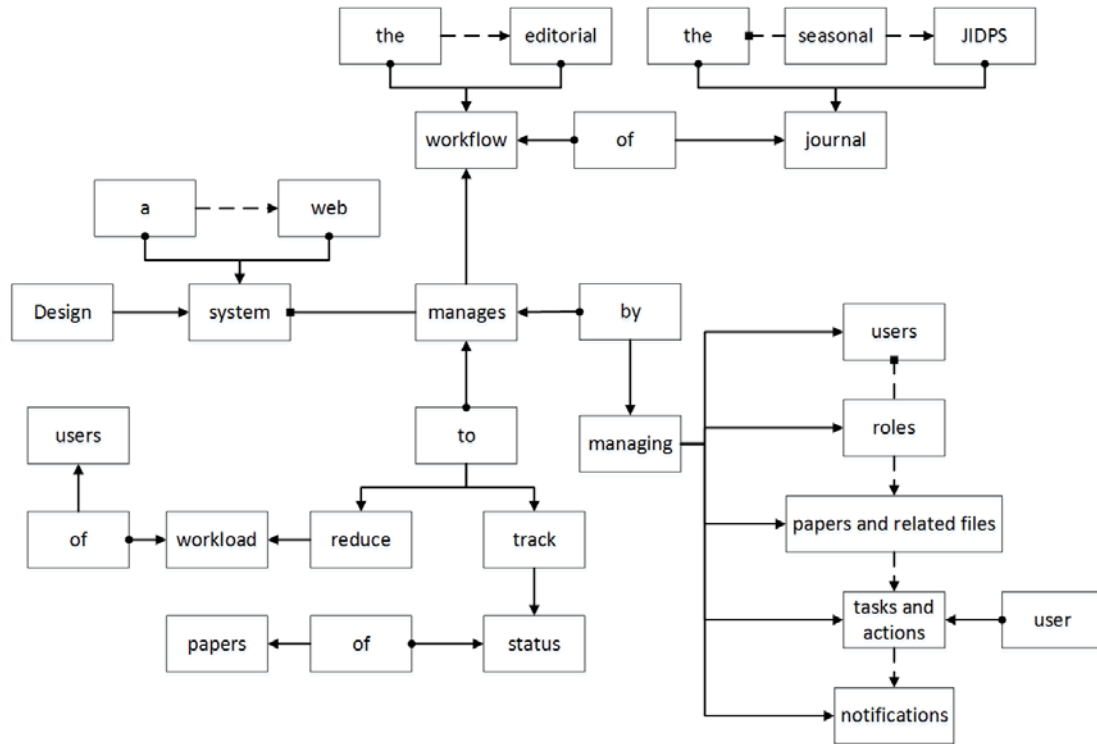 the
editorial
the
seasonal
JIDPS
workflow
of
journal
a
web
Design
system
manages
by
users
users
to
managing
roles
of
workload
reduce
track
papers and related files
papers
of
status
tasks and
actions
user
notifications